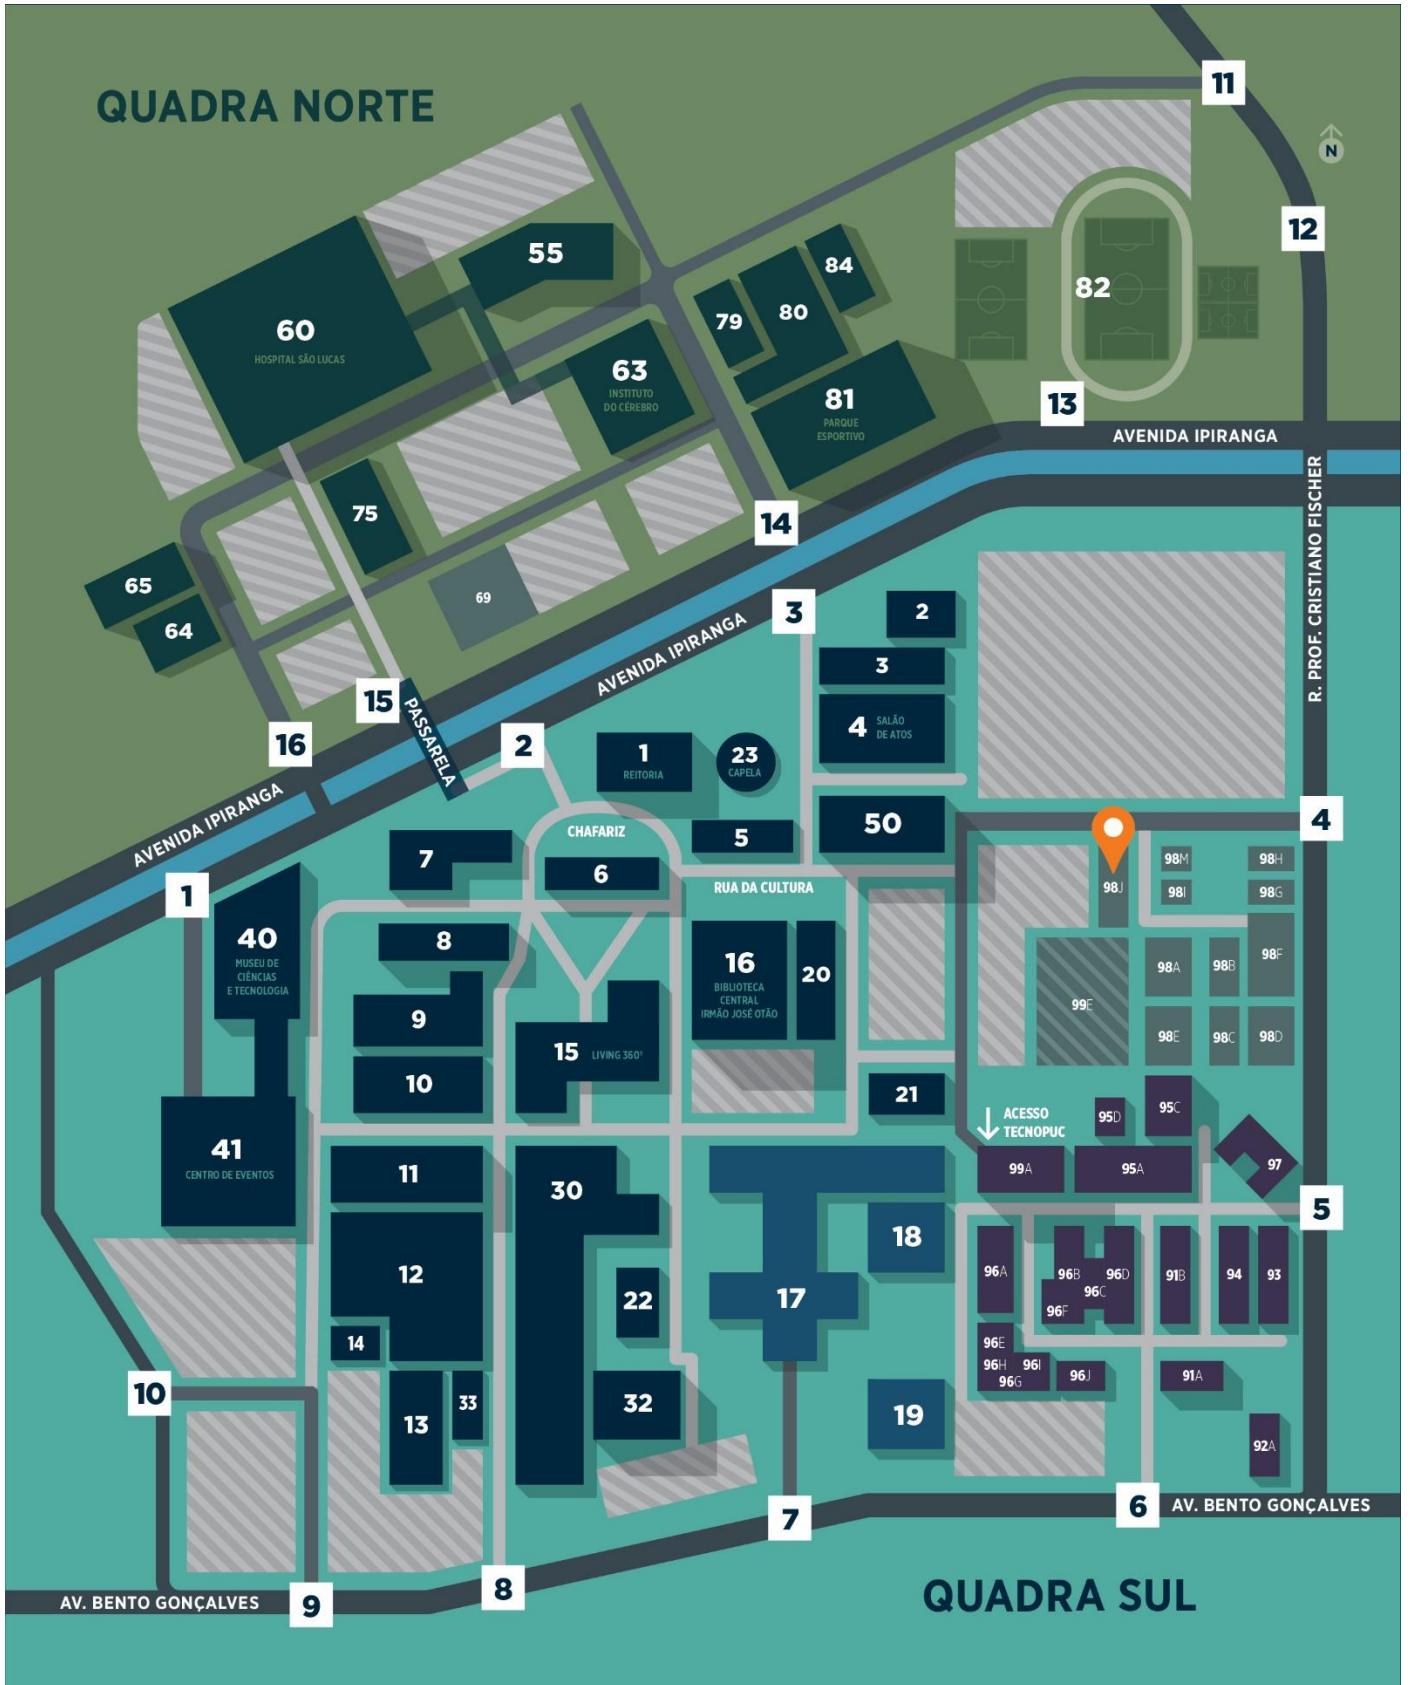 QUADRA NORTE
11
N
12
55
84
82
80
79
60
HOSPITAL SÃO LUCAS
63
INSTITUTO
DO CÉREBRO
81
PARQUE
ESPORTIVO
13
AVENIDA IPIRANGA
R. PROF. CRISTIANO FISCHER
75
14
65
64
69
3
2
AVENIDA IPIRANGA
3
15
PASSARELA
16
2
4
SALÃO
DE ATOS
1
REITORIA
23
CAPELA
AVENIDA IPIRANGA
CHAFARIZ
5
50
4
7
6
RUA DA CULTURA
98J
98M
98H
98I
98G
1
40
MUSEU DE
CIÊNCIAS
E TECNOLOGIA
8
16
BIBLIOTECA
CENTRAL
IRMÃO JOSÉ OTÃO
20
98A
98B
98F
99E
9
15
LIVING 360°
98E
98C
98D
10
21
ACESSO
TECNOPUC
95D
95C
41
CENTRO DE EVENTOS
11
30
99A
95A
97
5
18
12
96A
96B
96D
96C
96F
91B
94
93
22
17
14
96E
96H
96I
96G
96J
91A
10
13
33
32
19
92A
7
6
AV. BENTO GONÇALVES
8
AV. BENTO GONÇALVES
9
QUADRA SUL